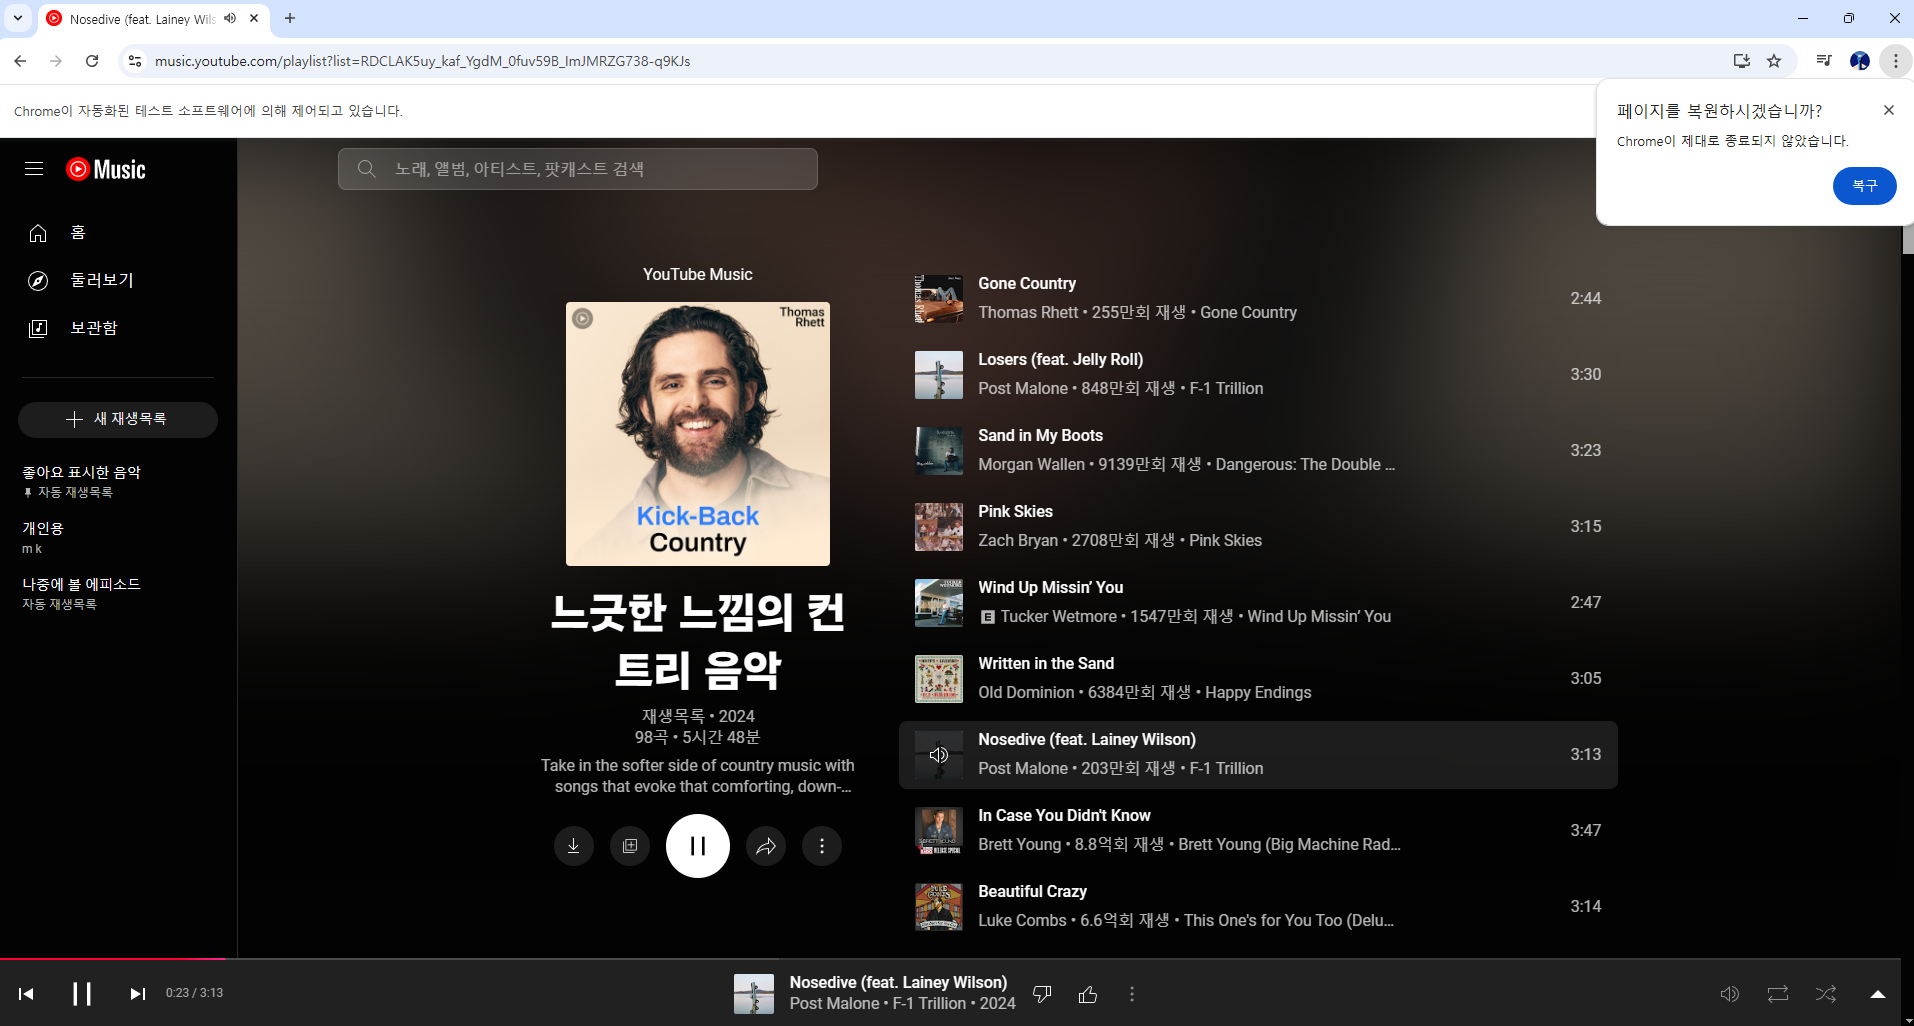 Nosedive (feat. Lainey Wils
music.youtube.com/playlist?list=RDCLAK5uy_kaf_YgdM_0fuv59B_ImJMRZG738-q9KJs
Chrome이 자동화된 테스트 소프트웨어에 의해 제어되고 있습니다.
페이지를 복원하시겠습니까?
Chrome이 제대로 종료되지 않았습니다.
복구
Music
노래, 앨범, 아티스트, 팟캐스트 검색
홈
둘러보기
보관함
새 재생목록
좋아요 표시한 음악
자동 재생목록
개인용
m k
나중에 볼 에피소드
자동 재생목록
YouTube Music
Thomas
Rhett
Kick-Back
Country
느긋한 느낌의 컨
트리 음악
재생목록 • 2024
98곡 • 5시간 48분
Take in the softer side of country music with
songs that evoke that comforting, down-...
Gone Country
Thomas Rhett • 255만회 재생 • Gone Country
2:44
Losers (feat. Jelly Roll)
Post Malone • 848만회 재생 • F-1 Trillion
3:30
Sand in My Boots
Morgan Wallen • 9139만회 재생 • Dangerous: The Double ...
3:23
Pink Skies
Zach Bryan • 2708만회 재생 • Pink Skies
3:15
Wind Up Missin’ You
E Tucker Wetmore • 1547만회 재생 • Wind Up Missin’ You
2:47
Written in the Sand
Old Dominion • 6384만회 재생 • Happy Endings
3:05
Nosedive (feat. Lainey Wilson)
Post Malone • 203만회 재생 • F-1 Trillion
3:13
In Case You Didn't Know
Brett Young • 8.8억회 재생 • Brett Young (Big Machine Rad...
3:47
Beautiful Crazy
Luke Combs • 6.6억회 재생 • This One's for You Too (Delu...
3:14
0:23 / 3:13
Nosedive (feat. Lainey Wilson)
Post Malone • F-1 Trillion • 2024